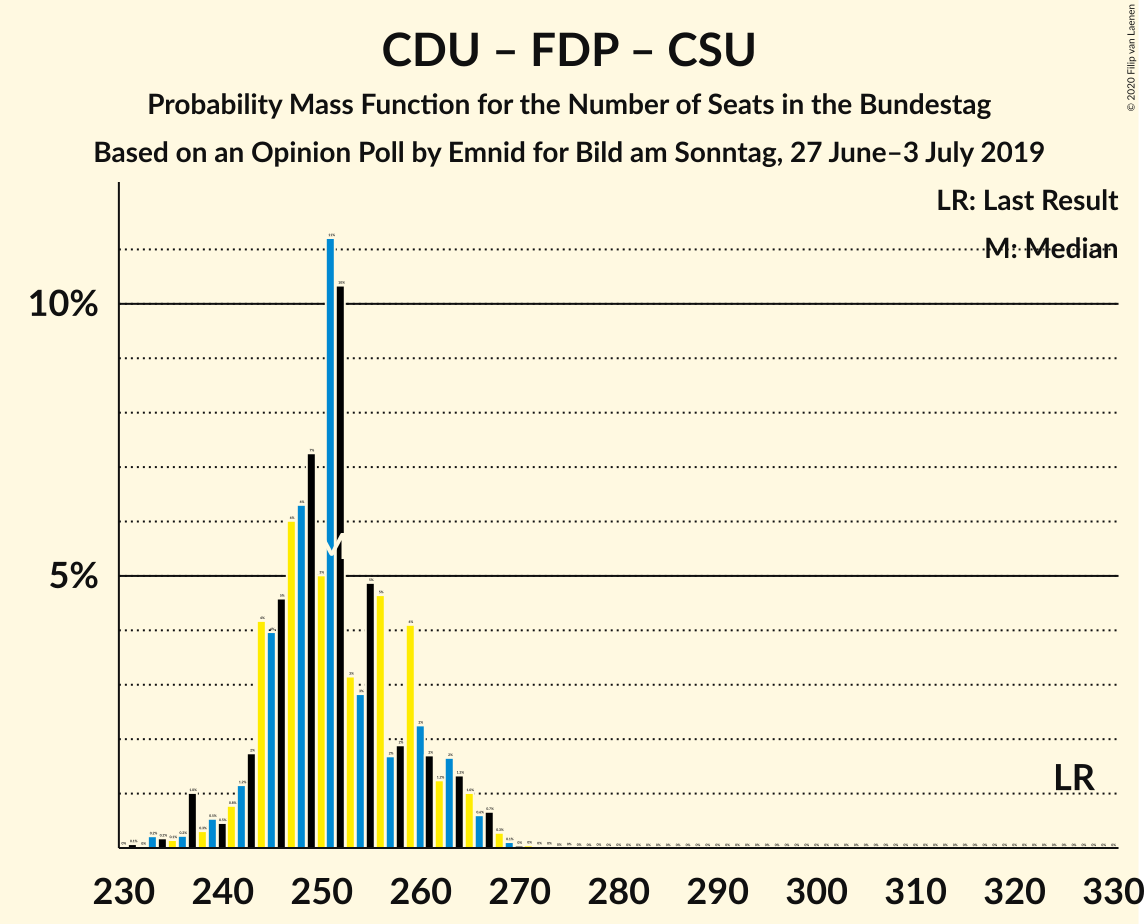 CDU – FDP – CSU
Probability Mass Function for the Number of Seats in the Bundestag
Based on an Opinion Poll by Emnid for Bild am Sonntag, 27 June–3 July 2019
© 2020 Filip van Laenen
LR: Last Result
M: Median
10%
5%
M
LR
230 240 250 260 270 280 290 300 310 320 330